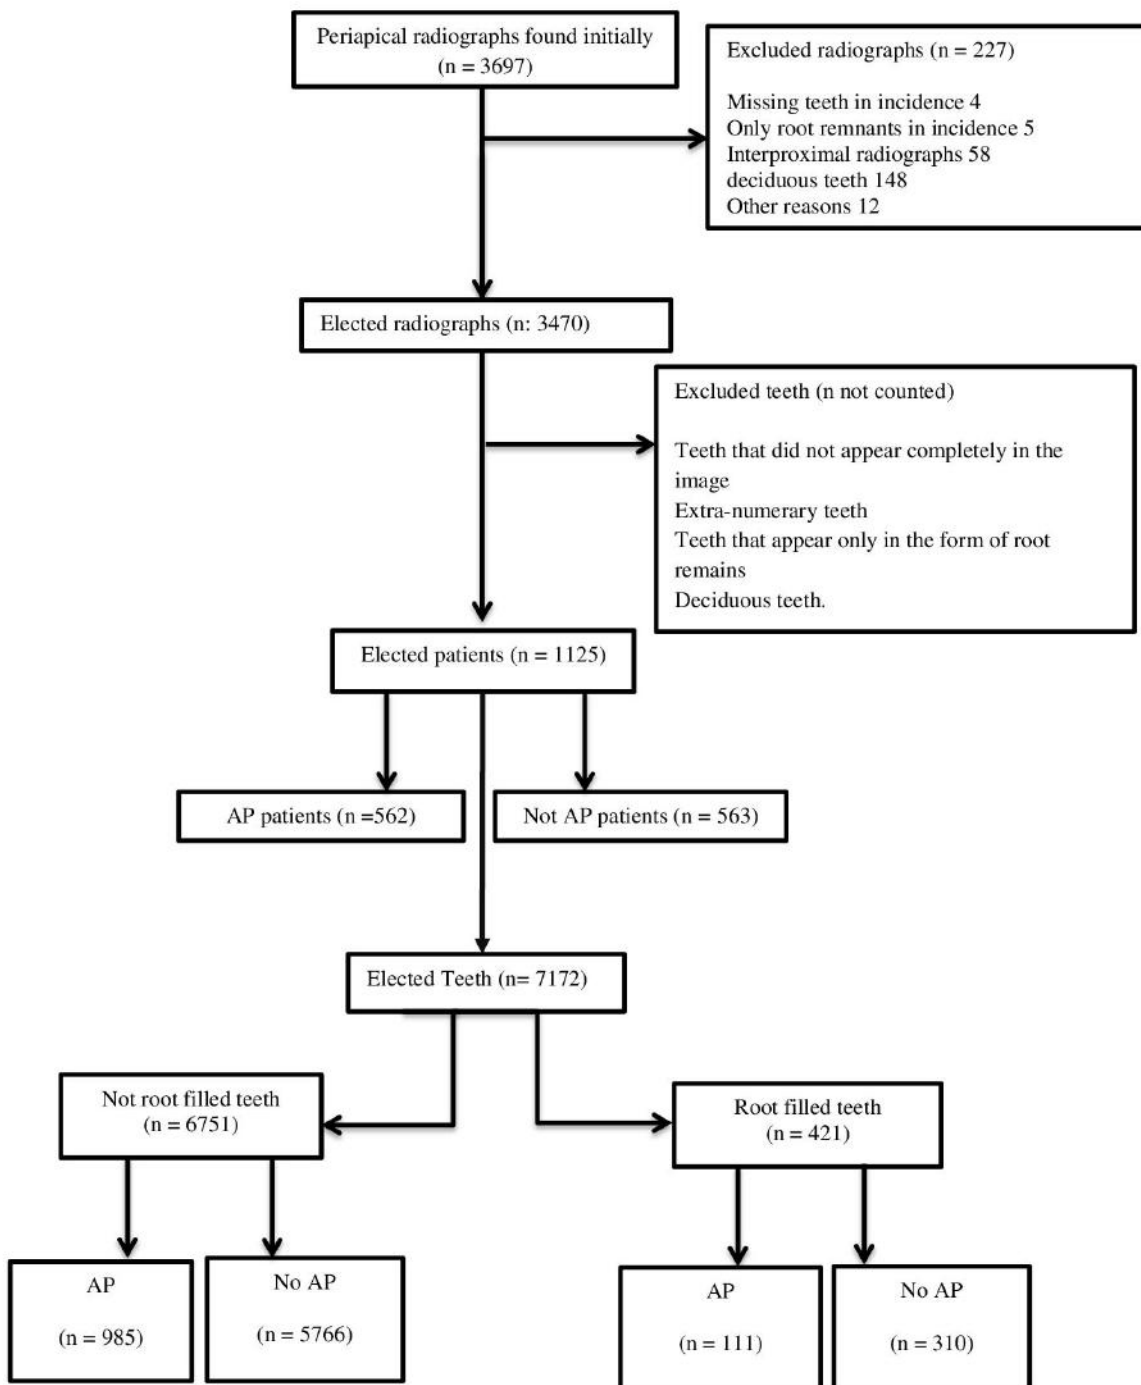 Periapical radiographs found initially
(n = 3697)
Excluded radiographs (n = 227)
Missing teeth in incidence 4
Only root remnants in incidence 5
Interproximal radiographs 58
deciduous teeth 148
Other reasons 12
Elected radiographs (n: 3470)
Excluded teeth (n not counted)
Teeth that did not appear completely in the
image
Extra-numerary teeth
Teeth that appear only in the form of root
remains
Deciduous teeth.
Elected patients (n = 1125)
AP patients (n =562)
Not AP patients (n = 563)
Elected Teeth (n= 7172)
Not root filled teeth
(n = 6751)
Root filled teeth
(n = 421)
AP
(n = 985)
No AP
(n = 5766)
AP
(n = 111)
No AP
(n = 310)